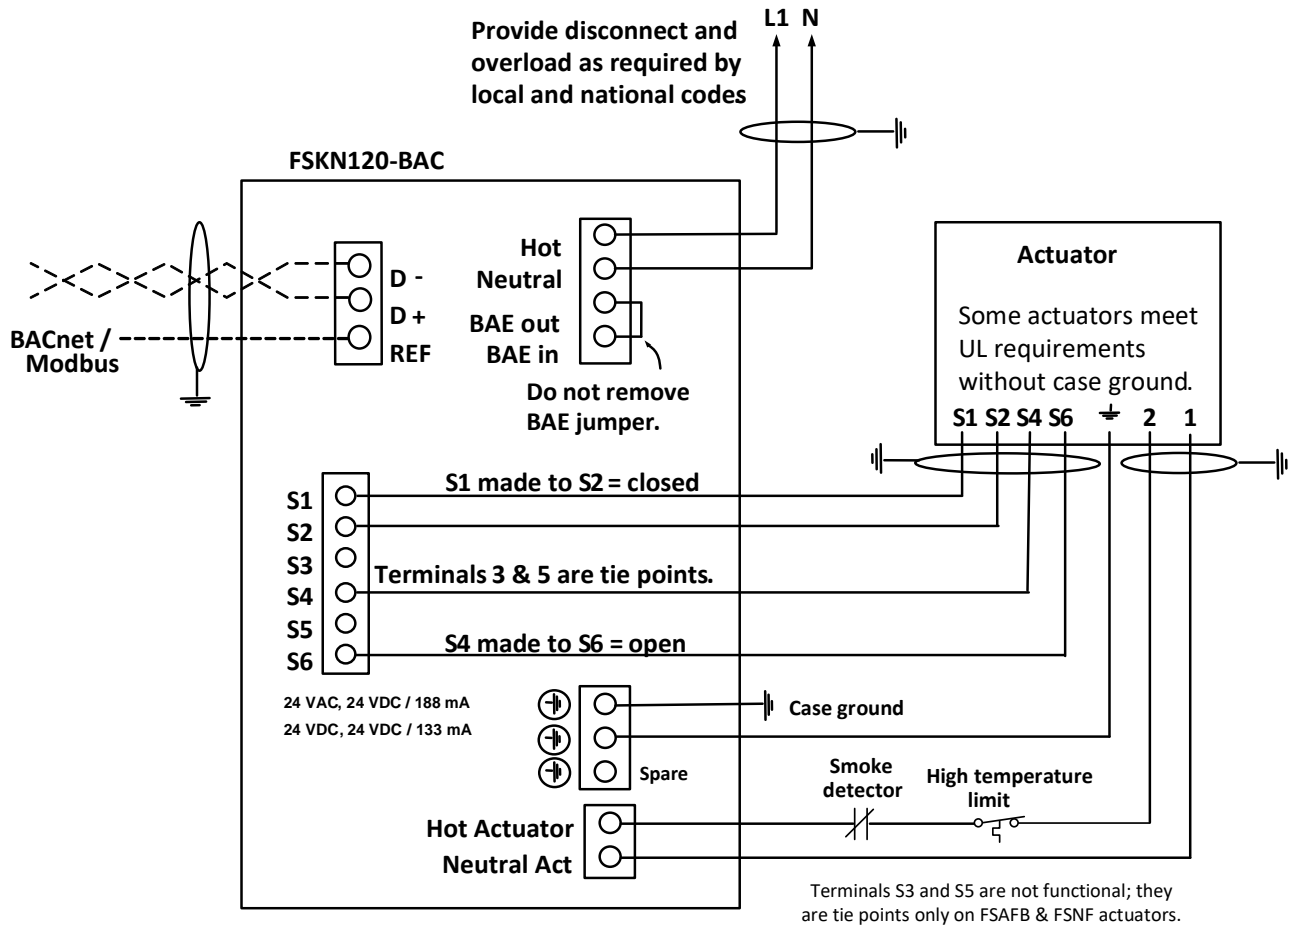 Provide disconnect and
overload as required by
local and national codes
L1 N
FSKN120-BAC
Hot
Neutral
BAE out
BAE in
Do not remove
BAE jumper.
D -
D +
REF
BACnet /
Modbus
Actuator
Some actuators meet
UL requirements
without case ground.
S1 S2 S4 S6 2 1
S1 made to S2 = closed
S1
S2
S3
Terminals 3 & 5 are tie points.
S4
S5
S4 made to S6 = open
S6
24 VAC, 24 VDC / 188 mA
24 VDC, 24 VDC / 133 mA
Case ground
Spare
Smoke
detector
High temperature
limit
Hot Actuator
Neutral Act
Terminals S3 and S5 are not functional; they
are tie points only on FSAFB & FSNF actuators.